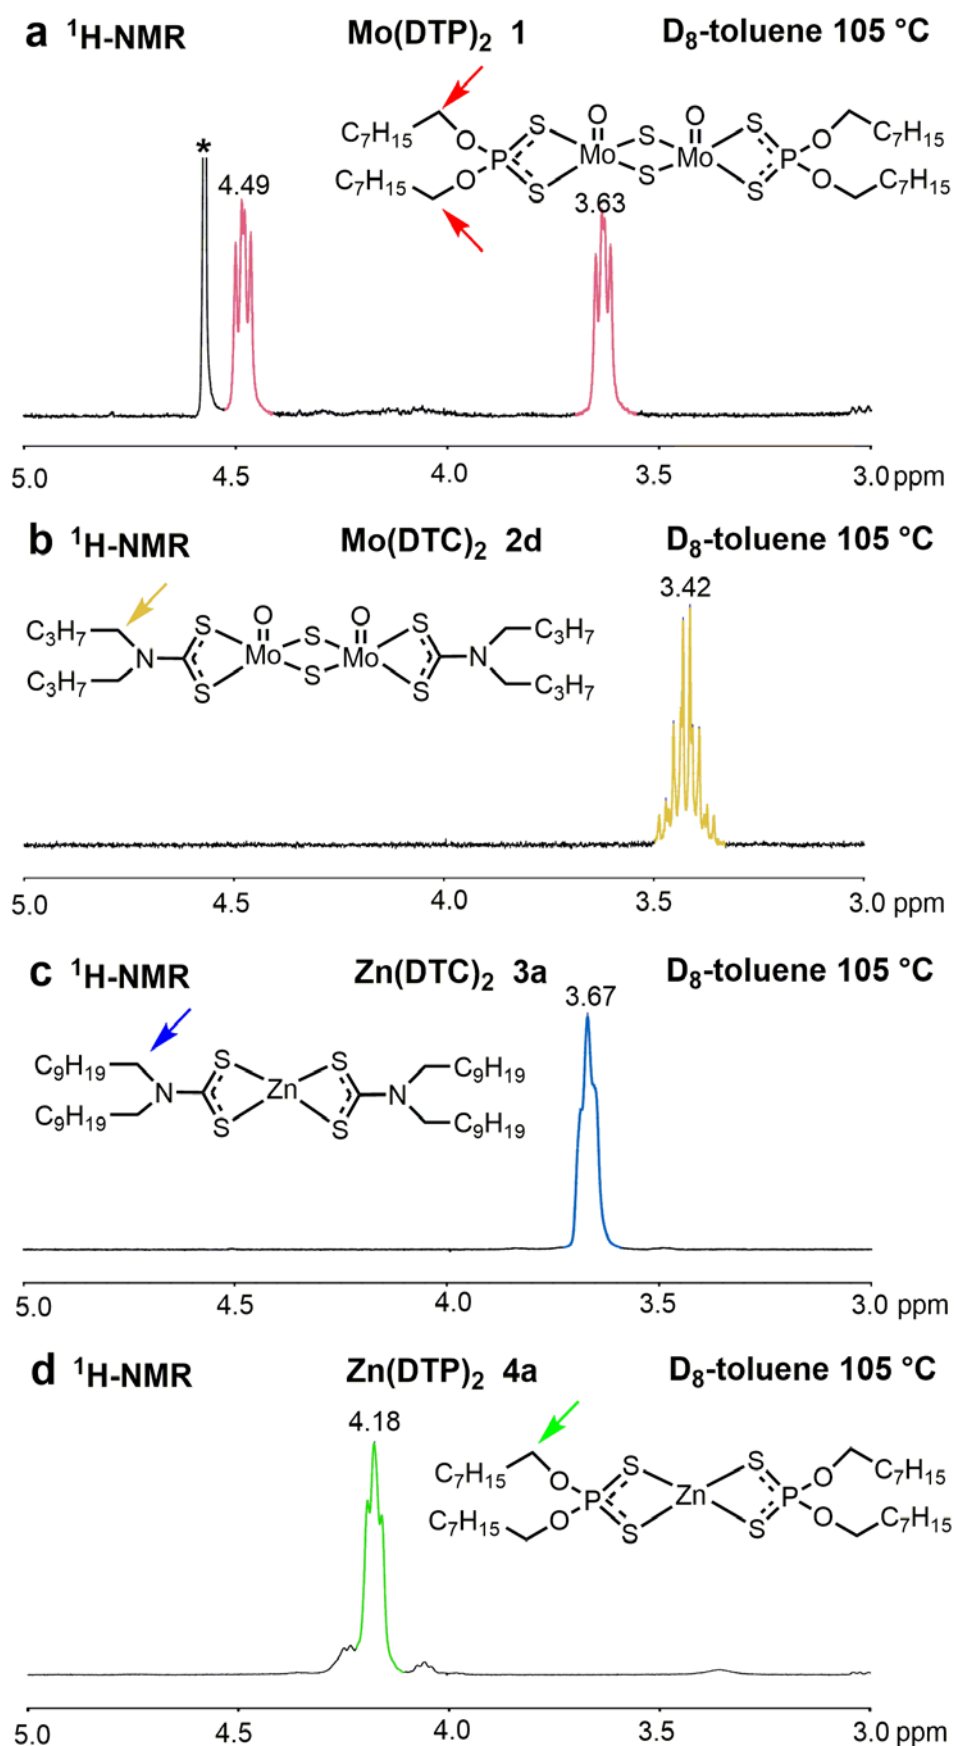 a ¹H-NMR Mo(DTP)₂ 1 D₈-toluene 105 °C
O O
C₇H₁₅ O S S O C₇H₁₅
P Mo S Mo P
C₇H₁₅ O S S S O C₇H₁₅
* 4.49 3.63
5.0 4.5 4.0 3.5 3.0 ppm
b ¹H-NMR Mo(DTC)₂ 2d D₈-toluene 105 °C
3.42
O O
C₃H₇ S S S C₃H₇
N Mo Mo N
C₃H₇ S S S C₃H₇
5.0 4.5 4.0 3.5 3.0 ppm
c ¹H-NMR Zn(DTC)₂ 3a D₈-toluene 105 °C
3.67
C₉H₁₉ S S C₉H₁₉
N Zn N
C₉H₁₉ S S C₉H₁₉
5.0 4.5 4.0 3.5 3.0 ppm
d ¹H-NMR Zn(DTP)₂ 4a D₈-toluene 105 °C
4.18
C₇H₁₅ O S S O C₇H₁₅
P Zn P
C₇H₁₅ O S S O C₇H₁₅
5.0 4.5 4.0 3.5 3.0 ppm